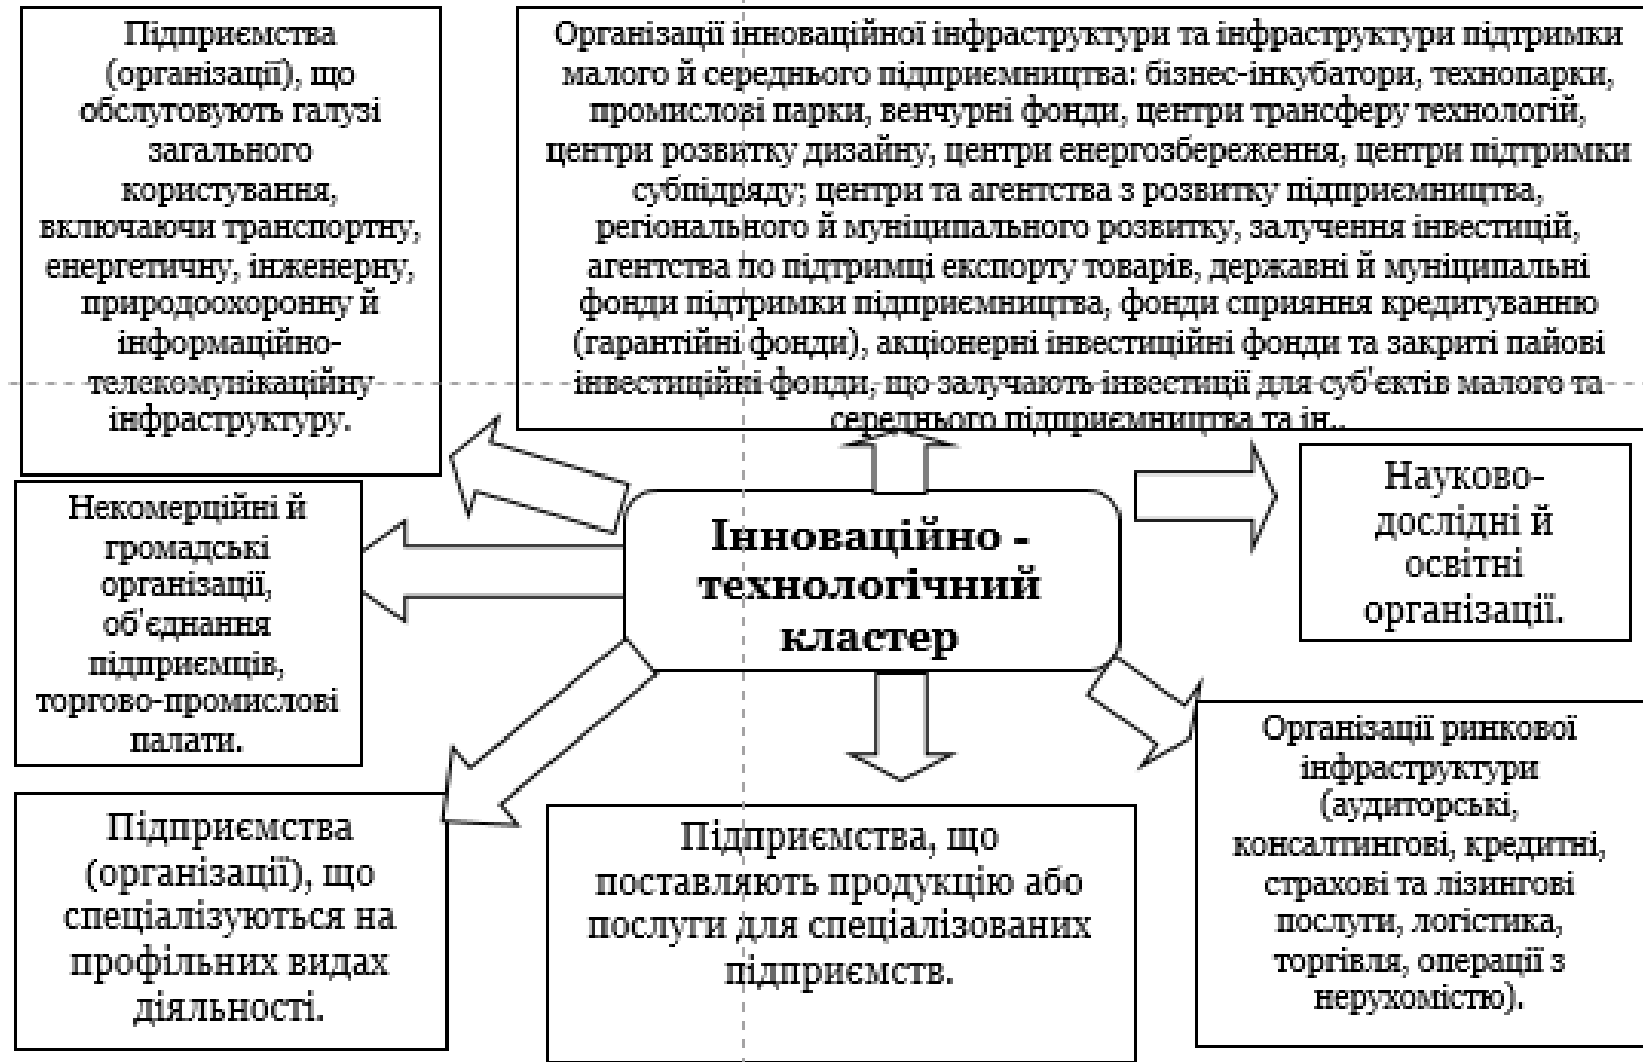 Підприємства
(організації), що
обслуговують галузі
загального
користування,
включаючи транспортну,
енергетичну, інженерну,
природоохоронну й
інформаційно-
телекомунікаційну
інфраструктуру.
Організації інноваційної інфраструктури та інфраструктури підтримки
малого й середнього підприємництва: бізнес-інкубатори, технопарки,
промислові парки, венчурні фонди, центри трансферу технологій,
центри розвитку дизайну, центри енергозбереження, центри підтримки
субпідряду; центри та агентства з розвитку підприємництва,
регіонального й муніципального розвитку, залучення інвестицій,
агентства по підтримці експорту товарів, державні й муніципальні
фонди підтримки підприємництва, фонди сприяння кредитуванню
(гарантійні фонди), акціонерні інвестиційні фонди та закриті пайові
інвестиційні фонди, що залучають інвестиції для суб'єктів малого та
середнього підприємництва та ін..
Некомерційні й
громадські
організації,
об'єднання
підприємців,
торгово-промислові
палати.
Інноваційно -
технологічний
кластер
Науково-
дослідні й
освітні
організації.
Підприємства
(організації), що
спеціалізуються на
профільних видах
діяльності.
Підприємства, що
поставляють продукцію або
послуги для спеціалізованих
підприємств.
Організації ринкової
інфраструктури
(аудиторські,
консалтингові, кредитні,
страхові та лізингові
послуги, логістика,
торгівля, операції з
нерухомістю).